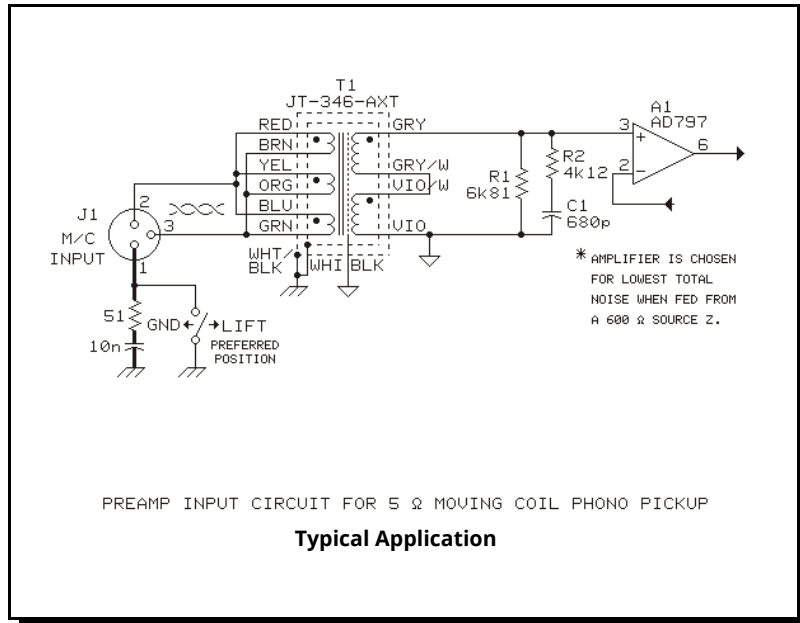 T1
JT-346-AXT
RED
BRN
YEL
ORG
BLU
GRN
GRY
GRY/W
VIO/W
VIO
WHT/
BLK
WHI
BLK
J1
M/C
INPUT
2
3
1
51
10n
GND
LIFT
PREFERRED
POSITION
R1
6k81
R2
4k12
C1
680p
A1
AD797
3
+
2
-
6
* AMPLIFIER IS CHOSEN
FOR LOWEST TOTAL
NOISE WHEN FED FROM
A 600 Ω SOURCE Z.
PREAMP INPUT CIRCUIT FOR 5 Ω MOVING COIL PHONO PICKUP
Typical Application